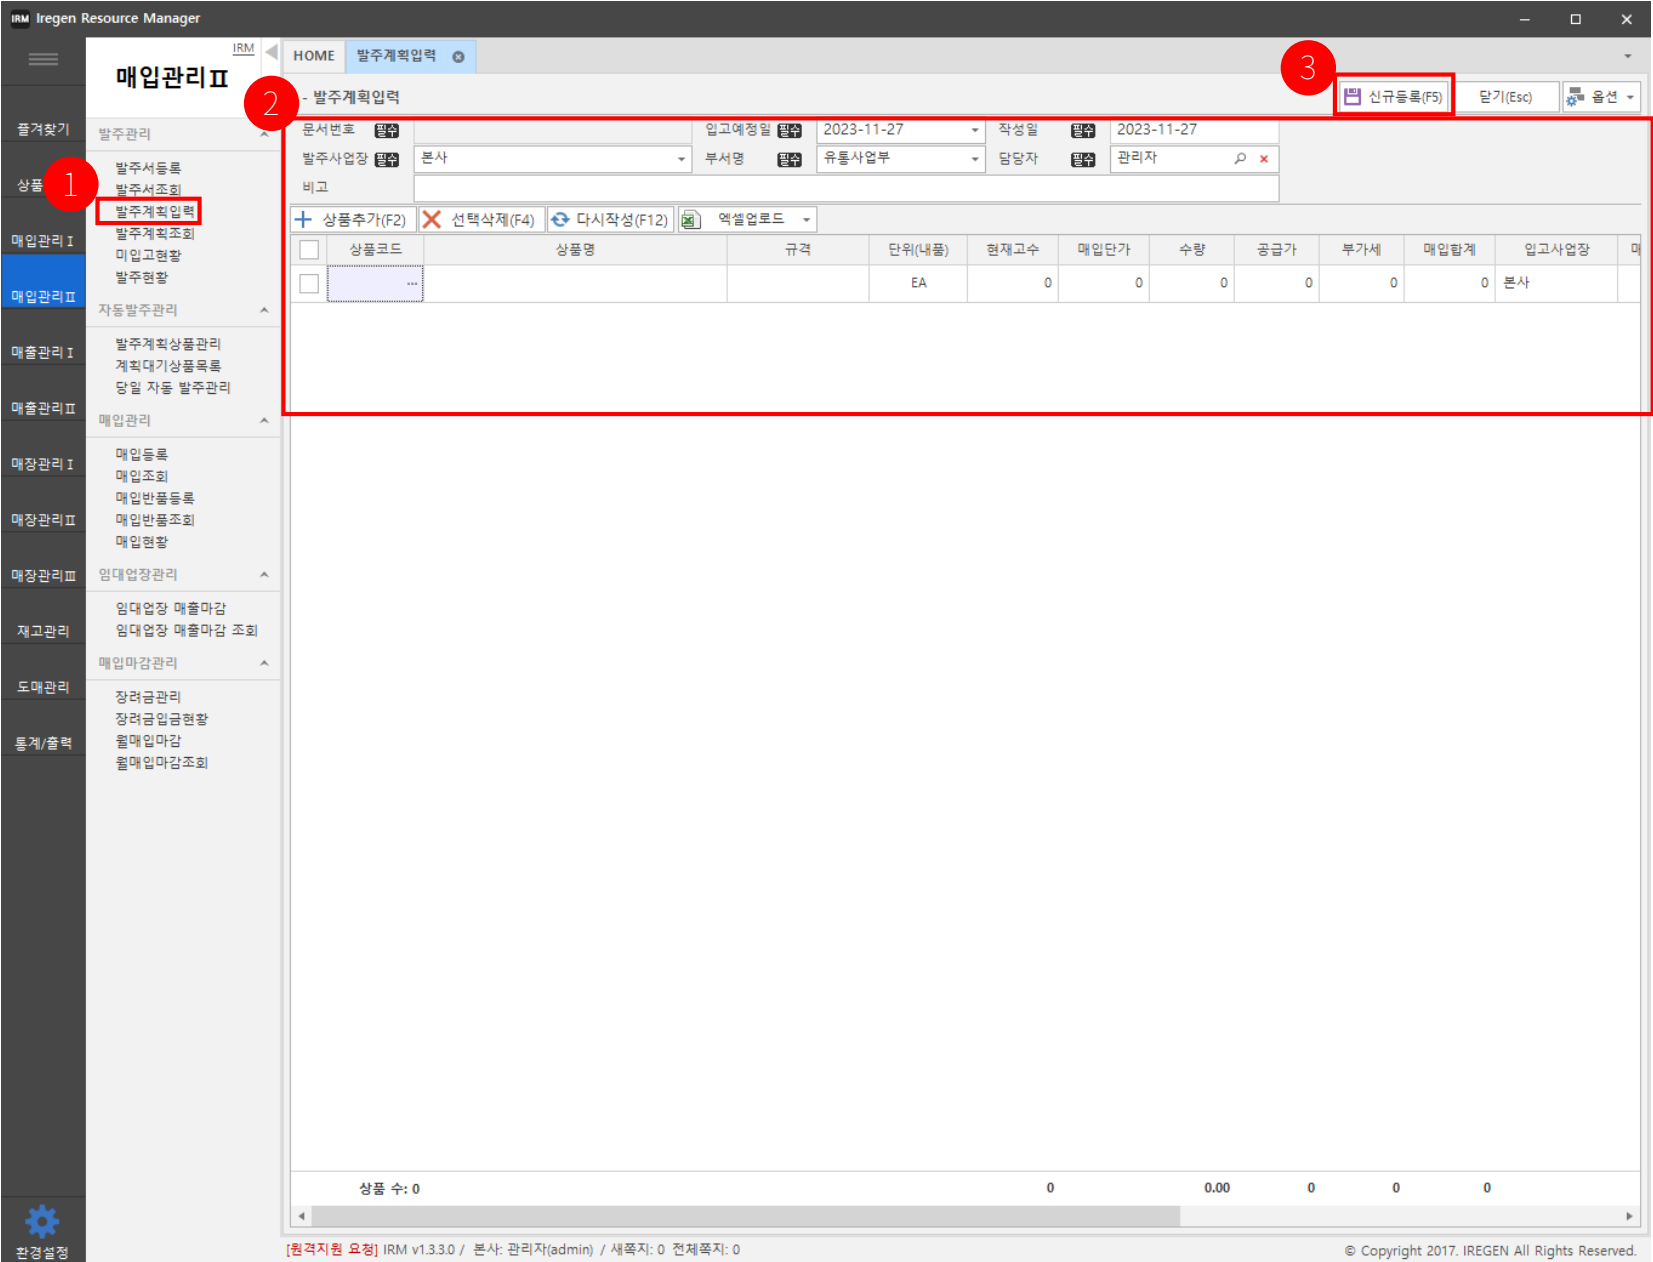 IRM Iregen Resource Manager
IRM
매입관리Ⅱ
HOME 발주계획입력
- 발주계획입력
신규등록(F5) 닫기(Esc) 옵션
1
2
3
즐겨찾기
상품
매입관리Ⅰ
매입관리Ⅱ
매출관리Ⅰ
매출관리Ⅱ
매장관리Ⅰ
매장관리Ⅱ
매장관리Ⅲ
재고관리
도매관리
통계/출력
환경설정
발주관리
발주서등록
발주서조회
발주계획입력
발주계획조회
미입고현황
발주현황
자동발주관리
발주계획상품관리
계획대기상품목록
당일 자동 발주관리
매입관리
매입등록
매입조회
매입반품등록
매입반품조회
매입현황
임대업장관리
임대업장 매출마감
임대업장 매출마감 조회
매입마감관리
장려금관리
장려금입금현황
월매입마감
월매입마감조회
문서번호 필수 입고예정일 필수 2023-11-27 작성일 필수 2023-11-27
발주사업장 필수 본사 부서명 필수 유통사업부 담당자 필수 관리자
비고
상품추가(F2) 선택삭제(F4) 다시작성(F12) 엑셀업로드
상품코드 상품명 규격 단위(내품) 현재고수 매입단가 수량 공급가 부가세 매입합계 입고사업장
... EA 0 0 0 0 0 0 본사
상품 수: 0 0 0.00 0 0 0
[원격지원 요청] IRM v1.3.3.0 / 본사: 관리자(admin) / 새쪽지: 0 전체쪽지: 0
© Copyright 2017. IREGEN All Rights Reserved.